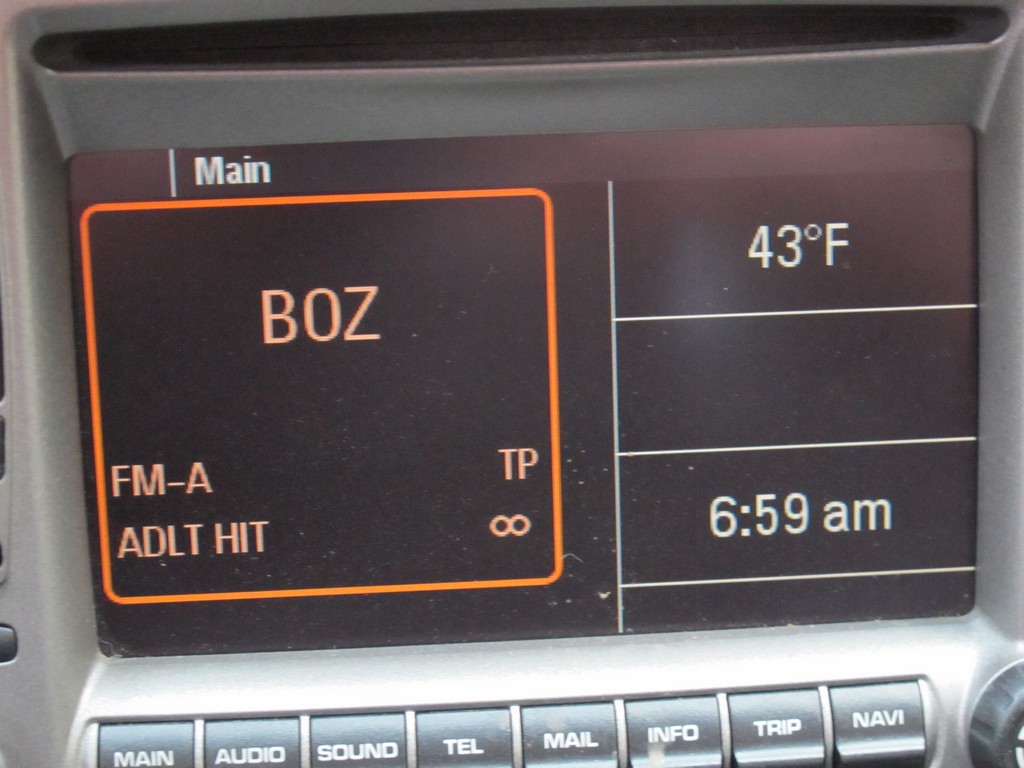 Main
BOZ
FM-A
TP
ADLT HIT
∞
43°F
6:59 am
MAIN
AUDIO
SOUND
TEL
MAIL
INFO
TRIP
NAVI